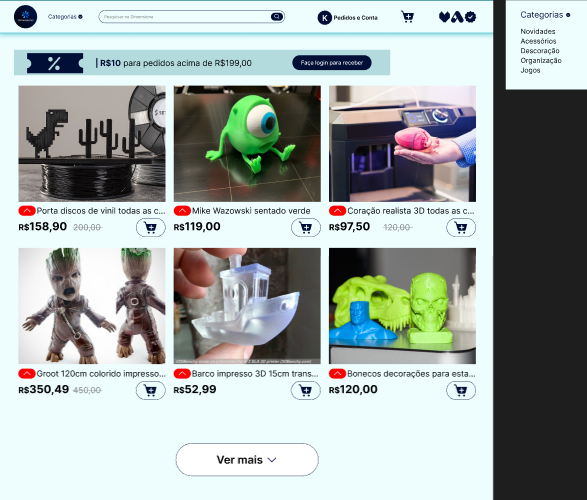 Categorias
Pesquisar na Dimensiona
K Pedidos e Conta
| R$10 para pedidos acima de R$199,00
Faça login para receber
Porta discos de vinil todas as c...
Mike Wazowski sentado verde
Coração realista 3D todas as c...
R$158,90 200,00
R$119,00
R$97,50 120,00
Groot 120cm colorido impresso...
Barco impresso 3D 15cm trans...
Bonecos decorações para esta...
R$350,49 450,00
R$52,99
R$120,00
Ver mais
Categorias
Novidades
Acessórios
Descoração
Organização
Jogos